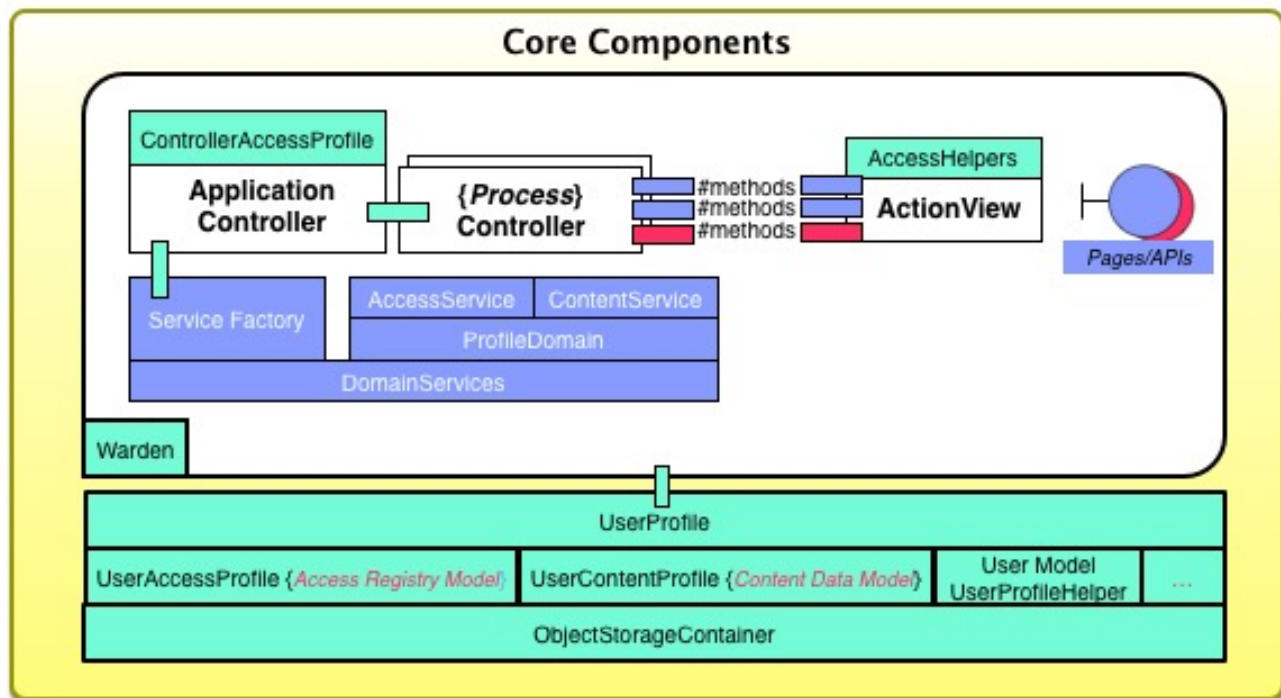 Core Components
ControllerAccessProfile
Application
Controller
{Process}
Controller
#methods
#methods
#methods
AccessHelpers
ActionView
Pages/APIs
Service Factory
AccessService
ContentService
ProfileDomain
DomainServices
Warden
UserProfile
UserAccessProfile {Access Registry Model}
UserContentProfile {Content Data Model}
User Model
UserProfileHelper
...
ObjectStorageContainer